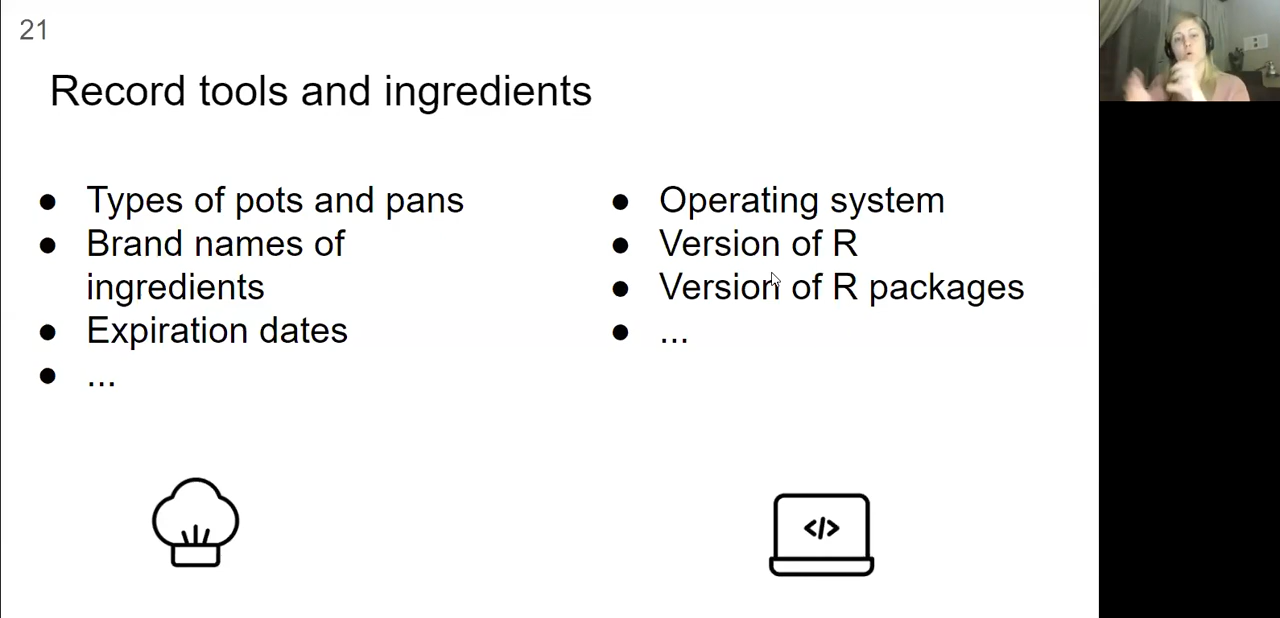 21
Record tools and ingredients
● Types of pots and pans
● Brand names of
ingredients
● Expiration dates
● ...
● Operating system
● Version of R
● Version of R packages
● ...
</>